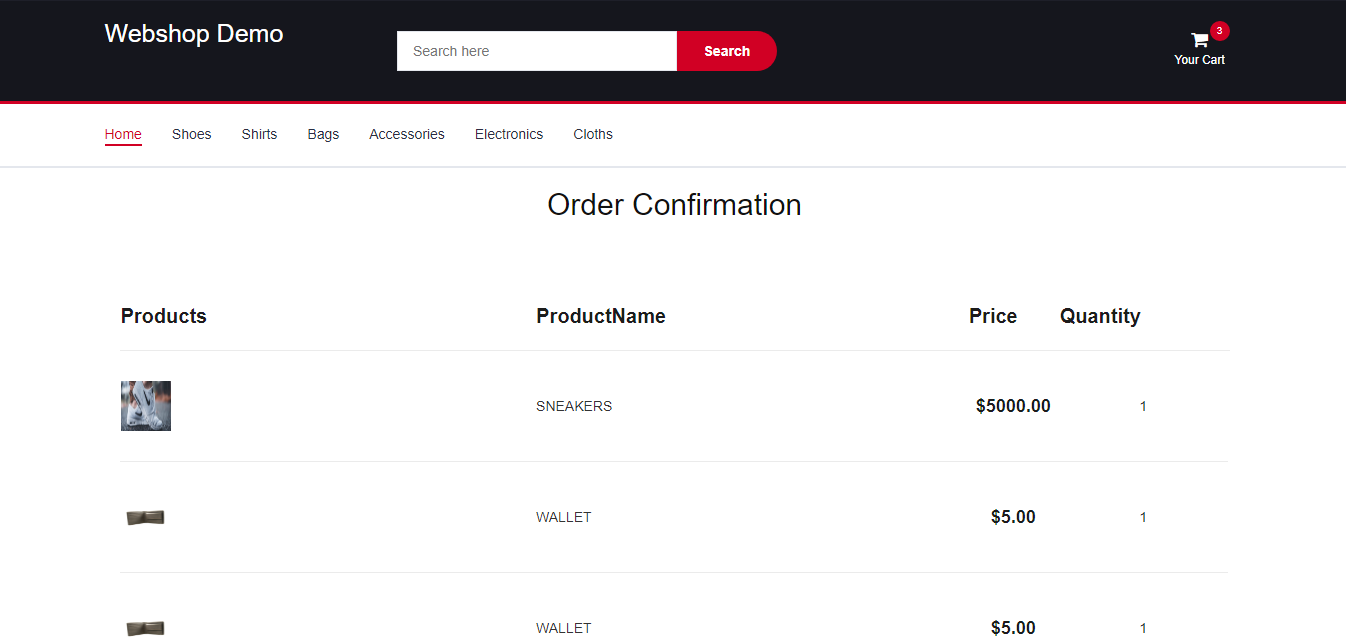 Webshop Demo
Search here
Search
3
Your Cart
Home Shoes Shirts Bags Accessories Electronics Cloths
Order Confirmation
Products ProductName Price Quantity
SNEAKERS $5000.00 1
WALLET $5.00 1
WALLET $5.00 1